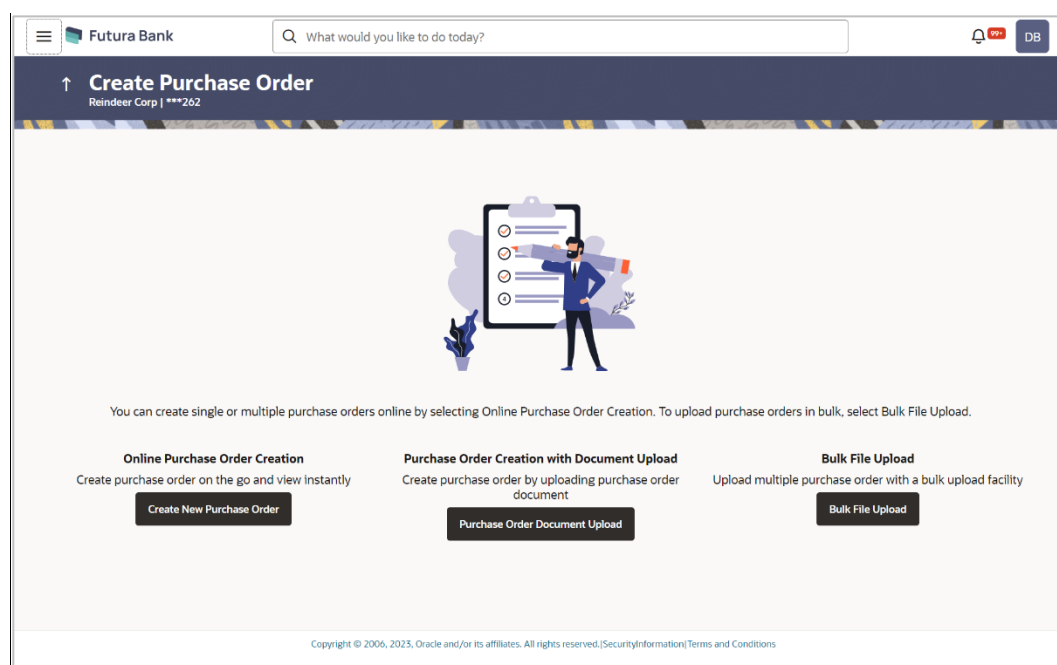 Futura Bank
What would you like to do today?
99+
DB
↑ Create Purchase Order
Reindeer Corp | ***262
4
You can create single or multiple purchase orders online by selecting Online Purchase Order Creation. To upload purchase orders in bulk, select Bulk File Upload.
Online Purchase Order Creation
Create purchase order on the go and view instantly
Create New Purchase Order
Purchase Order Creation with Document Upload
Create purchase order by uploading purchase order
document
Purchase Order Document Upload
Bulk File Upload
Upload multiple purchase order with a bulk upload facility
Bulk File Upload
Copyright © 2006, 2023, Oracle and/or its affiliates. All rights reserved.|SecurityInformation|Terms and Conditions